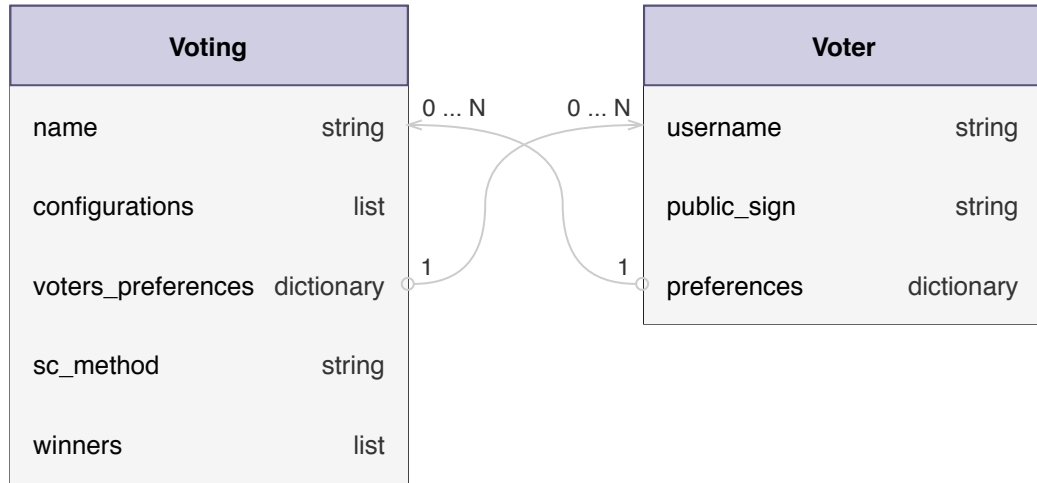 Voting
name string
configurations list
voters_preferences dictionary
sc_method string
winners list
0 ... N
0 ... N
1
1
Voter
username string
public_sign string
preferences dictionary